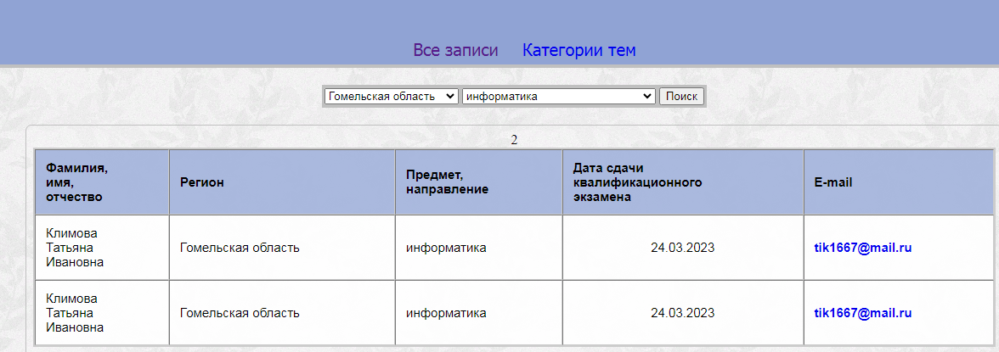 Все записи Категории тем
Гомельская область информатика Поиск
2
Фамилия,
имя,
отчество
Регион
Предмет,
направление
Дата сдачи
квалификационного
экзамена
E-mail
Климова
Татьяна
Ивановна
Гомельская область
информатика
24.03.2023
tik1667@mail.ru
Климова
Татьяна
Ивановна
Гомельская область
информатика
24.03.2023
tik1667@mail.ru